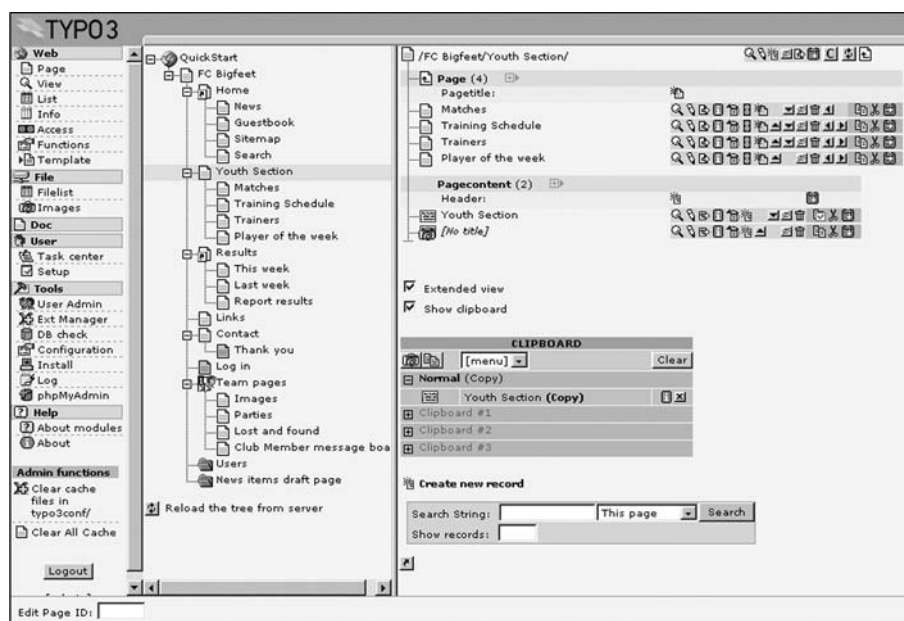 TYPO3
Web
Page
View
List
Info
Access
Functions
Template
File
Filelist
Images
Doc
User
Task center
Setup
Tools
User Admin
Ext Manager
DB check
Configuration
Install
Log
phpMyAdmin
Help
About modules
About
Admin functions
Clear cache
files in
typo3conf/
Clear All Cache
Logout
QuickStart
FC Bigfeet
Home
News
Guestbook
Sitemap
Search
Youth Section
Matches
Training Schedule
Trainers
Player of the week
Results
This week
Last week
Report results
Links
Contact
Thank you
Log in
Team pages
Images
Parties
Lost and found
Club Member message boa
Users
News items draft page
Reload the tree from server
/FC Bigfeet/Youth Section/
Page (4)
Pagetitle:
Matches
Training Schedule
Trainers
Player of the week
Pagecontent (2)
Header:
Youth Section
[No title]
Extended view
Show clipboard
CLIPBOARD
[menu] Clear
Normal (Copy)
Youth Section (Copy)
Clipboard #1
Clipboard #2
Clipboard #3
Create new record
Search String: This page Search
Show records:
Edit Page ID: